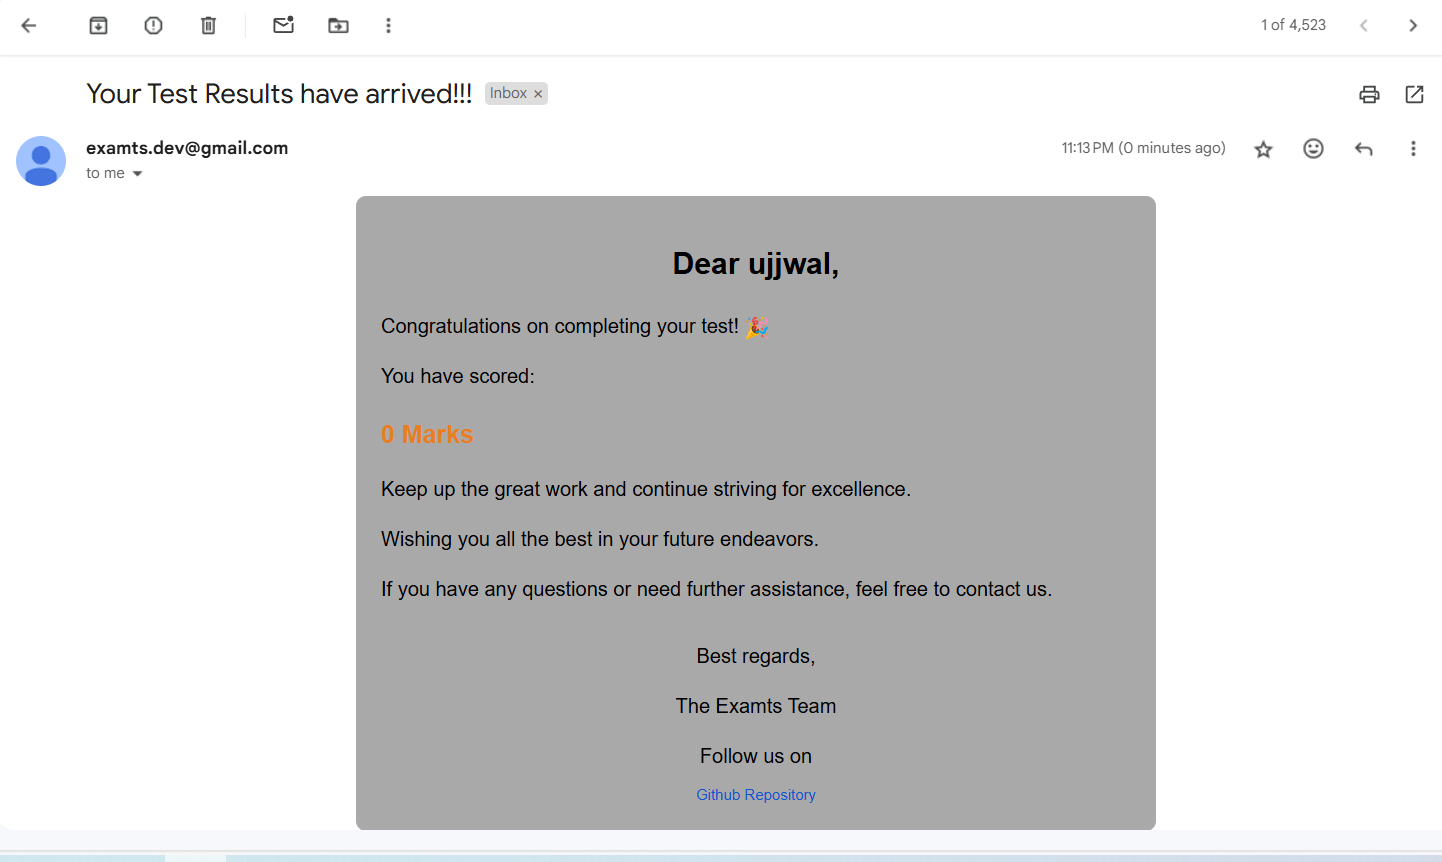 1 of 4,523
Your Test Results have arrived!!! Inbox ×
examts.dev@gmail.com 11:13 PM (0 minutes ago)
to me
Dear ujjwal,
Congratulations on completing your test! 🎉
You have scored:
0 Marks
Keep up the great work and continue striving for excellence.
Wishing you all the best in your future endeavors.
If you have any questions or need further assistance, feel free to contact us.
Best regards,
The Examts Team
Follow us on
Github Repository